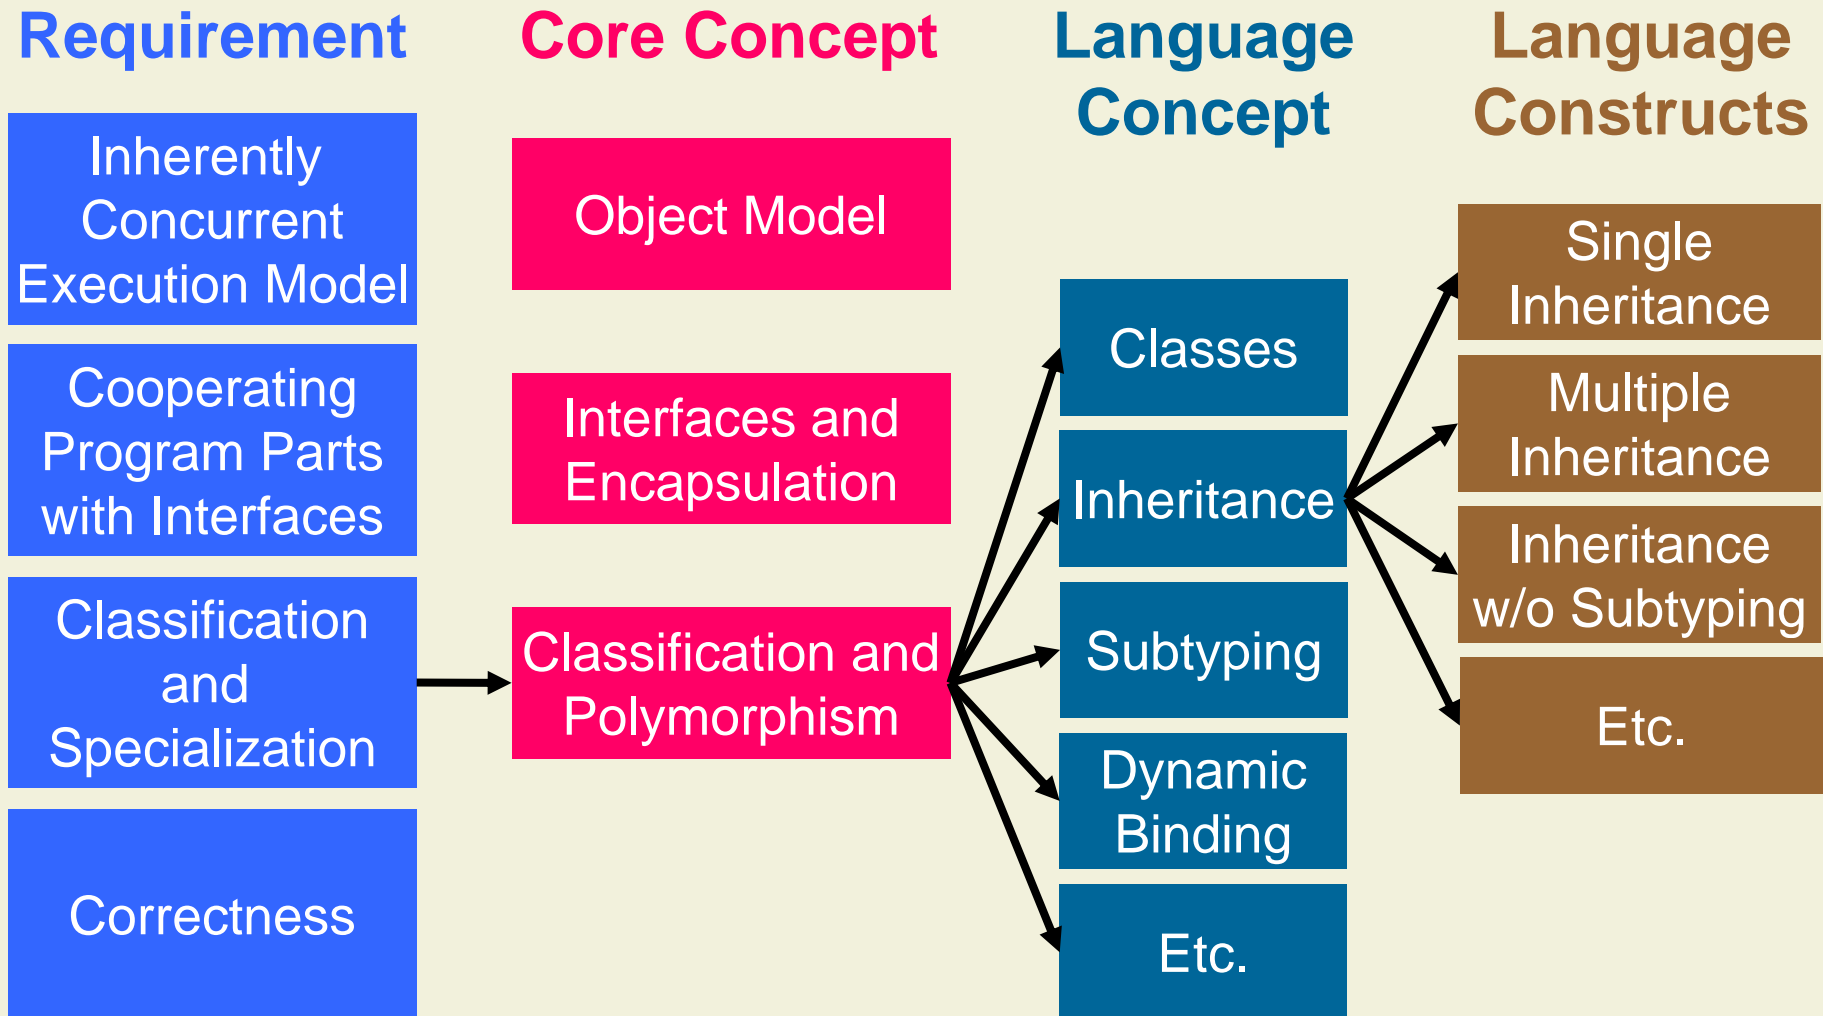 Requirement
Core Concept
Language
Concept
Language
Constructs
Inherently
Concurrent
Execution Model
Cooperating
Program Parts
with Interfaces
Classification
and
Specialization
Correctness
Object Model
Interfaces and
Encapsulation
Classification and
Polymorphism
Classes
Inheritance
Subtyping
Dynamic
Binding
Etc.
Single
Inheritance
Multiple
Inheritance
Inheritance
w/o Subtyping
Etc.